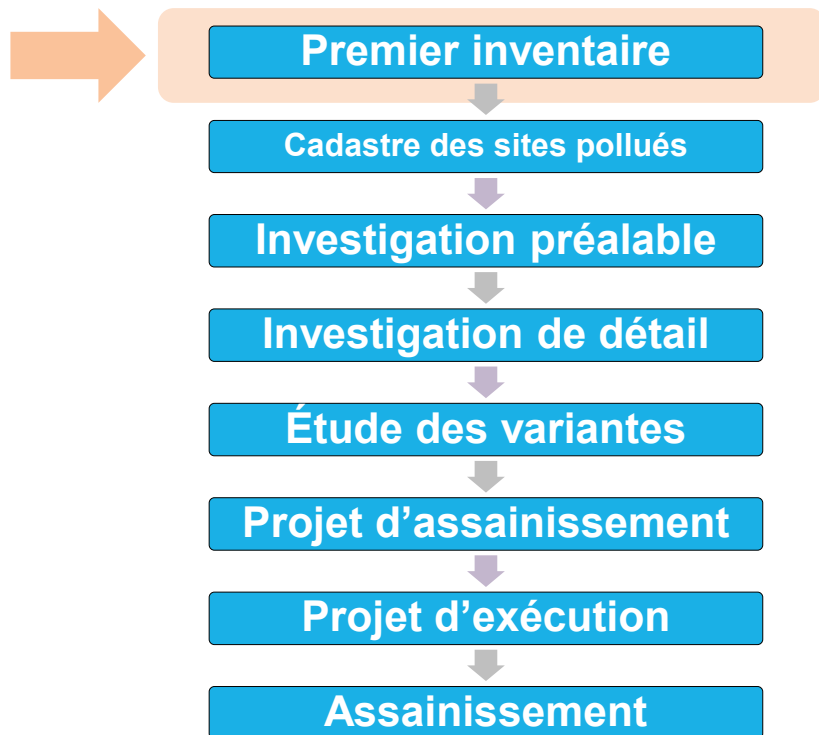 Premier inventaire
Cadastre des sites pollués
Investigation préalable
Investigation de détail
Étude des variantes
Projet d’assainissement
Projet d’exécution
Assainissement